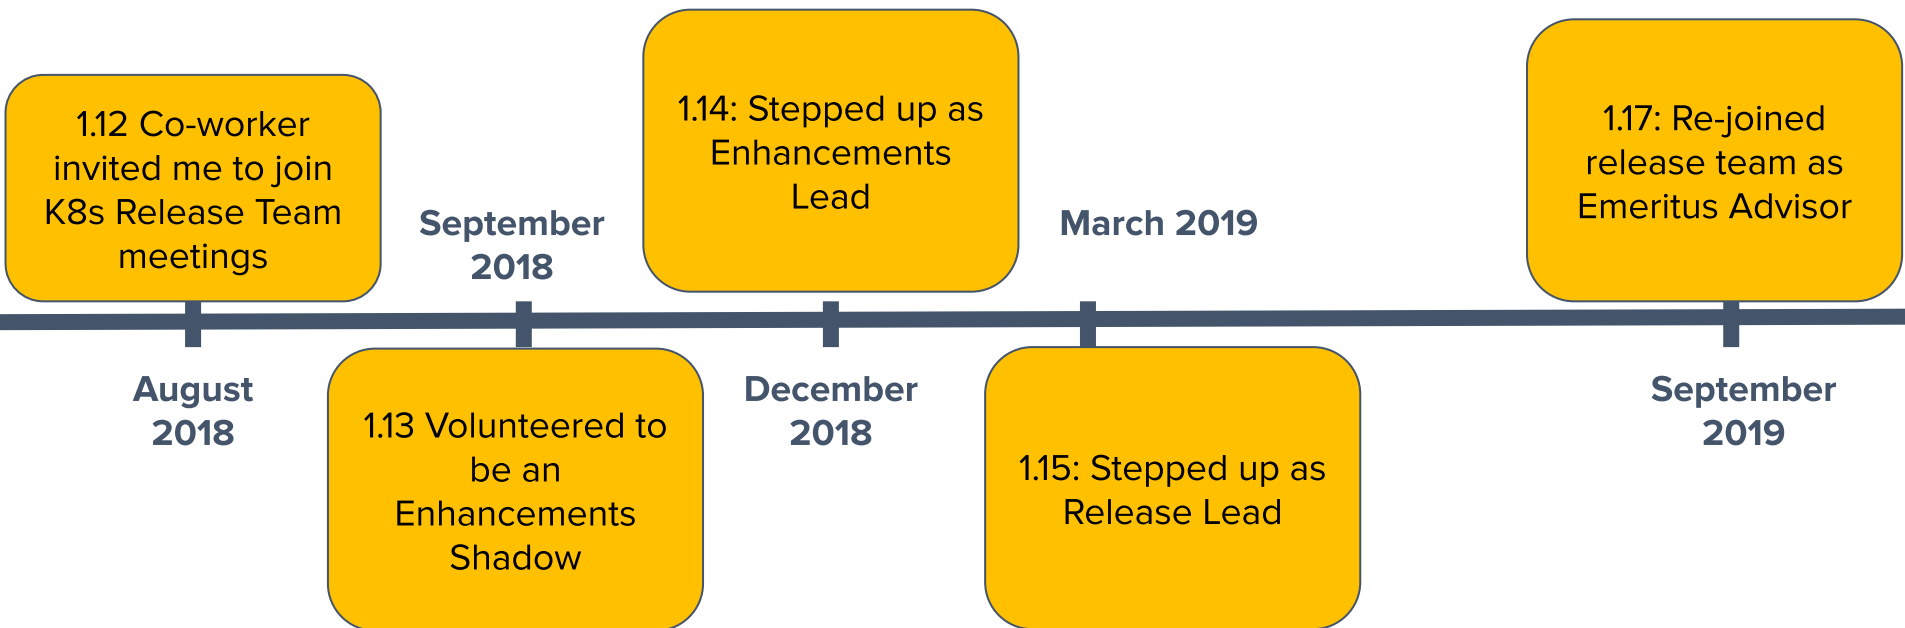 1.12 Co-worker
invited me to join
K8s Release Team
meetings
August
2018
September
2018
1.13 Volunteered to
be an
Enhancements
Shadow
1.14: Stepped up as
Enhancements
Lead
December
2018
March 2019
1.15: Stepped up as
Release Lead
1.17: Re-joined
release team as
Emeritus Advisor
September
2019